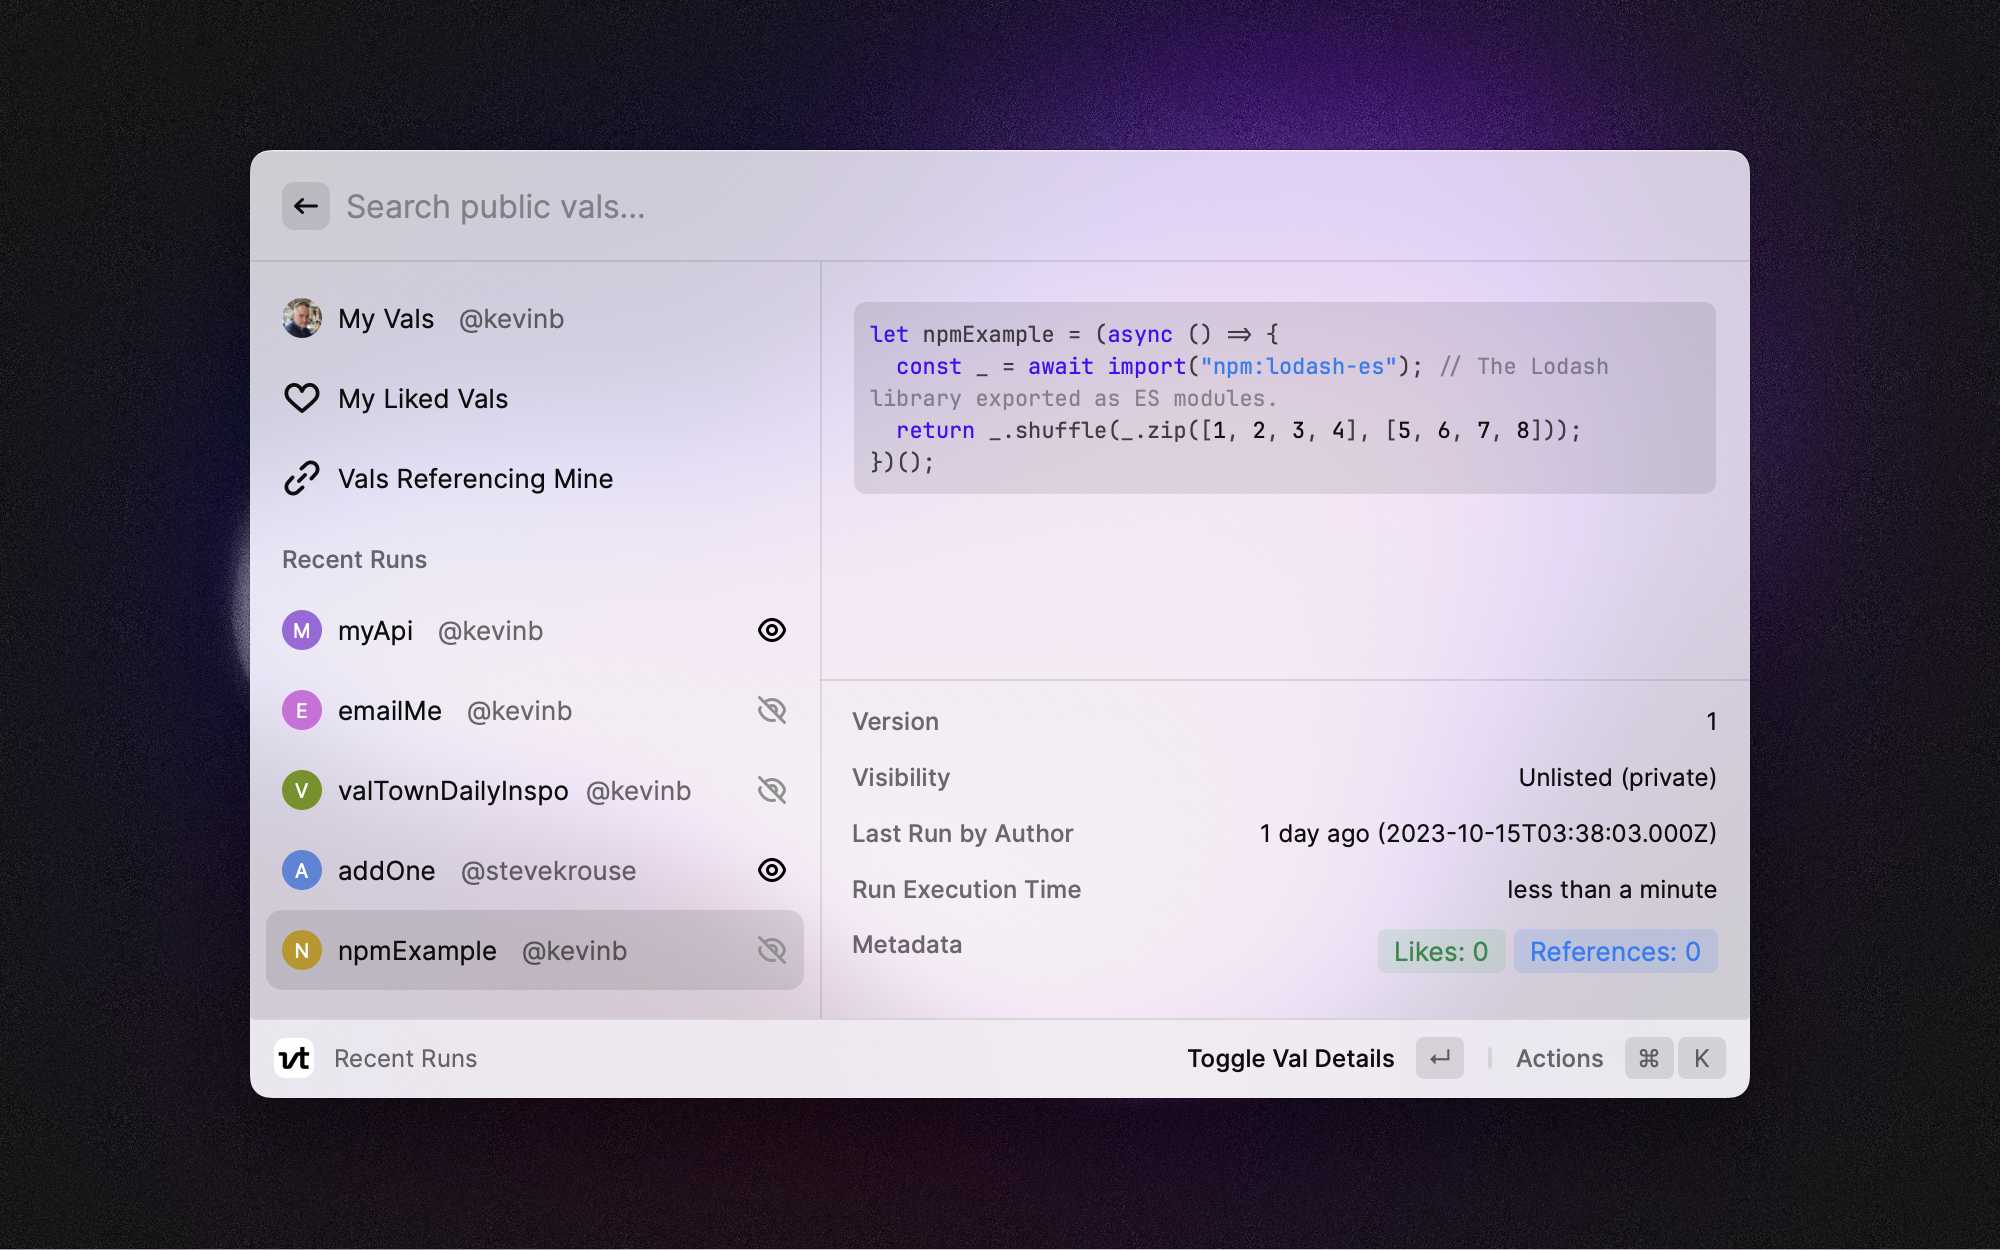 Search public vals...
My Vals @kevinb
My Liked Vals
Vals Referencing Mine
Recent Runs
M myApi @kevinb
E emailMe @kevinb
V valTownDailyInspo @kevinb
A addOne @stevekrouse
N npmExample @kevinb
let npmExample = (async () => {
  const _ = await import("npm:lodash-es"); // The Lodash
library exported as ES modules.
  return _.shuffle(_.zip([1, 2, 3, 4], [5, 6, 7, 8]));
})();
Version 1
Visibility Unlisted (private)
Last Run by Author 1 day ago (2023-10-15T03:38:03.000Z)
Run Execution Time less than a minute
Metadata Likes: 0 References: 0
vt Recent Runs Toggle Val Details ↵ Actions ⌘ K